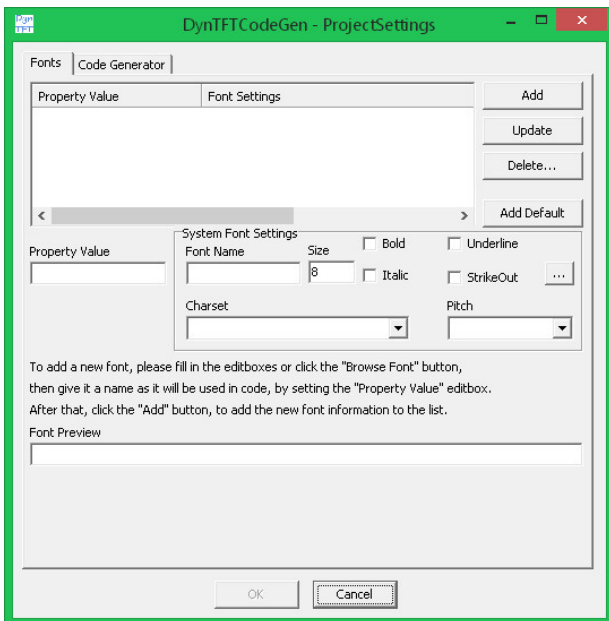 Dyn
TFT
DynTFTCodeGen - ProjectSettings
Fonts
Code Generator
Property Value
Font Settings
Add
Update
Delete...
Add Default
Property Value
System Font Settings
Font Name
Size
8
Bold
Italic
Underline
StrikeOut
...
Charset
Pitch
To add a new font, please fill in the editboxes or click the "Browse Font" button,
then give it a name as it will be used in code, by setting the "Property Value" editbox.
After that, click the "Add" button, to add the new font information to the list.
Font Preview
OK
Cancel